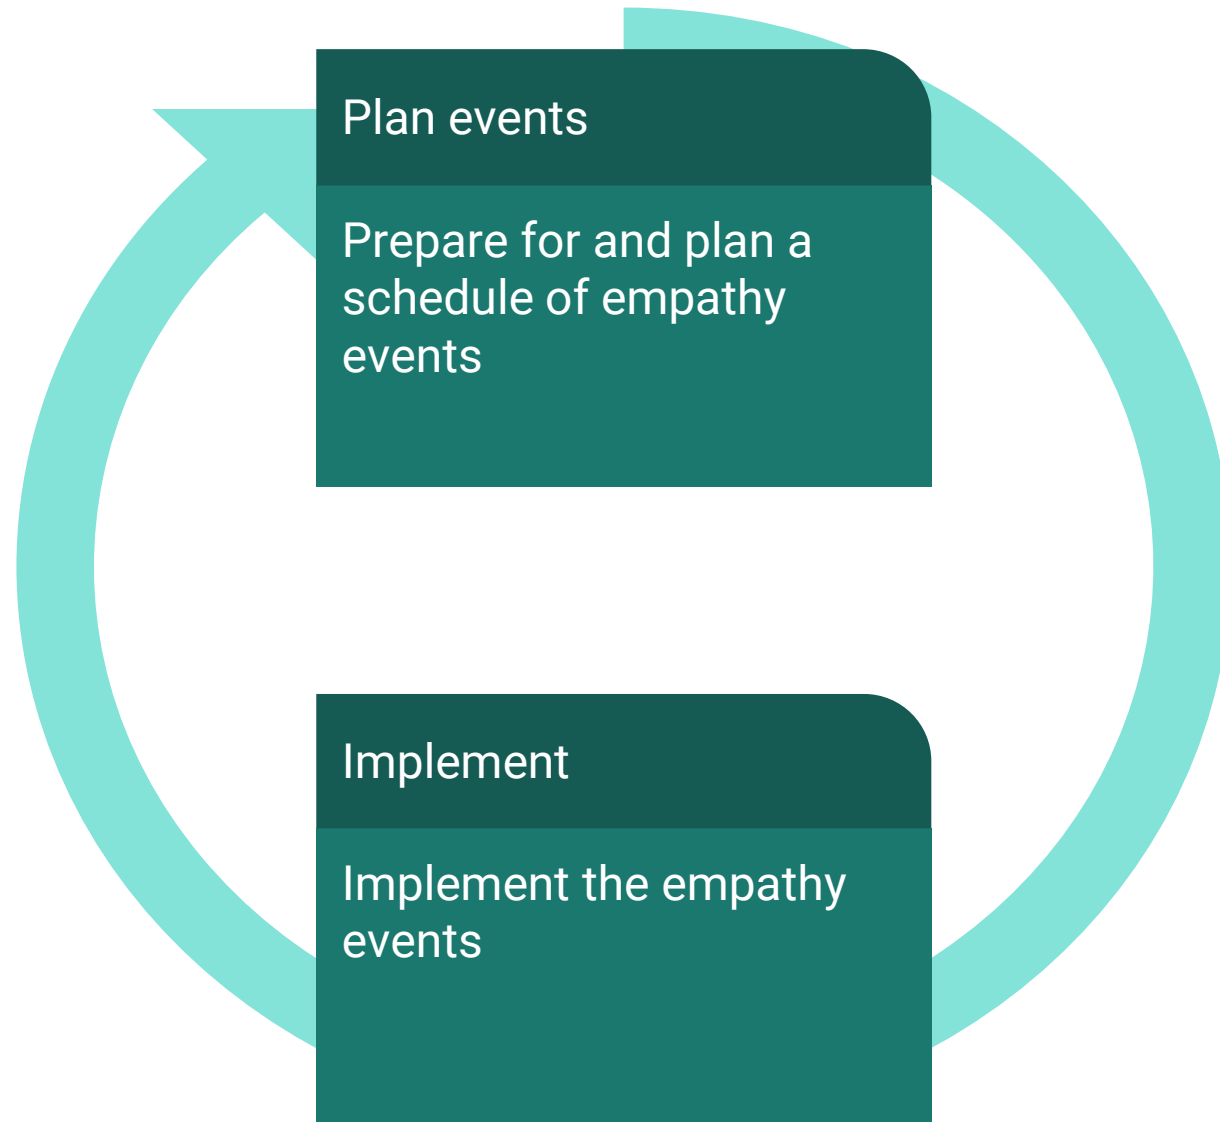 Plan events
Prepare for and plan a
schedule of empathy
events
Implement
Implement the empathy
events